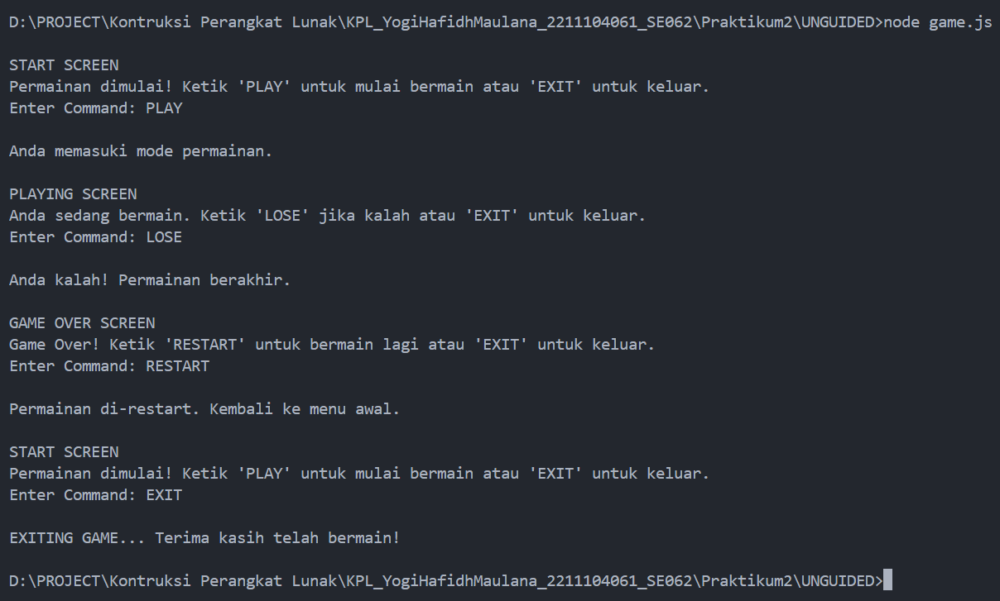 D:\PROJECT\Kontruksi Perangkat Lunak\KPL_YogiHafidhMaulana_2211104061_SE062\Praktikum2\UNGUIDED>node game.js
START SCREEN
Permainan dimulai! Ketik 'PLAY' untuk mulai bermain atau 'EXIT' untuk keluar.
Enter Command: PLAY
Anda memasuki mode permainan.
PLAYING SCREEN
Anda sedang bermain. Ketik 'LOSE' jika kalah atau 'EXIT' untuk keluar.
Enter Command: LOSE
Anda kalah! Permainan berakhir.
GAME OVER SCREEN
Game Over! Ketik 'RESTART' untuk bermain lagi atau 'EXIT' untuk keluar.
Enter Command: RESTART
Permainan di-restart. Kembali ke menu awal.
START SCREEN
Permainan dimulai! Ketik 'PLAY' untuk mulai bermain atau 'EXIT' untuk keluar.
Enter Command: EXIT
EXITING GAME... Terima kasih telah bermain!
D:\PROJECT\Kontruksi Perangkat Lunak\KPL_YogiHafidhMaulana_2211104061_SE062\Praktikum2\UNGUIDED>